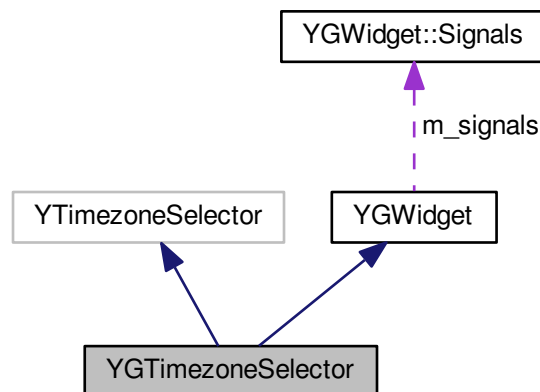 YGWidget::Signals
m_signals
YTimezoneSelector
YGWidget
YGTimezoneSelector